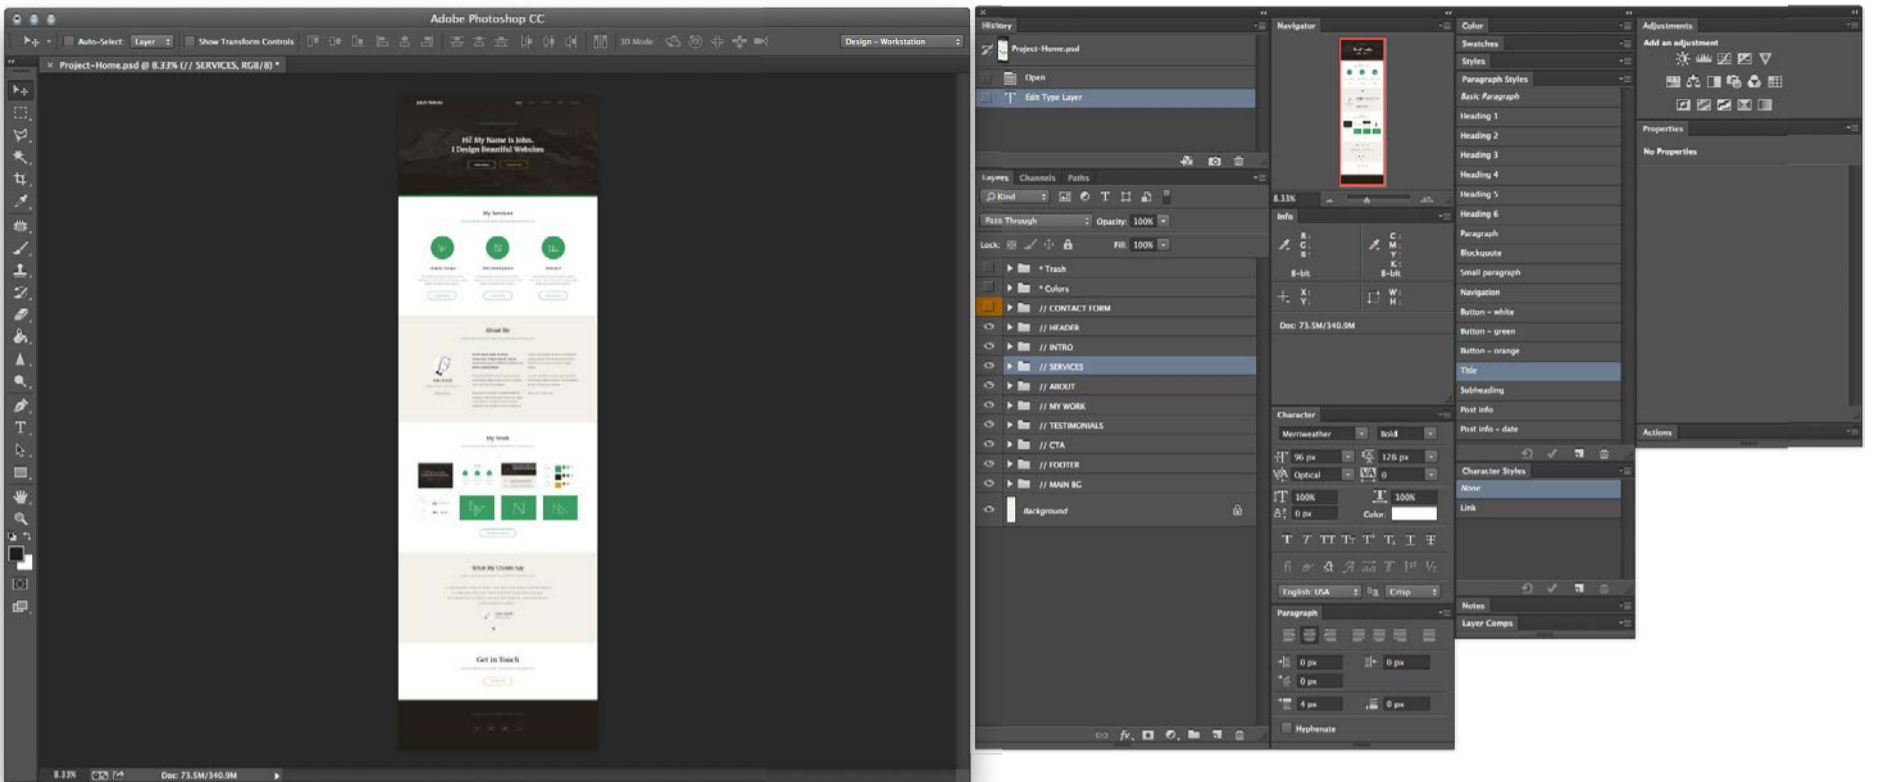 Adobe Photoshop CC
Auto-Select: Layer Show Transform Controls 3D Mode: Design - Workstation
× Project-Home.psd @ 8.33% (// SERVICES, RGB/8) *
Hi! My Name is John.
I Design Beautiful Websites
My Services
About Me
My Work
What My Clients Say
Get in Touch
8.33% Doc: 73.5M/340.9M
History
Project-Home.psd
Open
Edit Type Layer
Layers Channels Paths
Kind
Pass Through Opacity: 100%
Lock: Fill: 100%
* Trash
* Colors
// CONTACT FORM
// HEADER
// INTRO
// SERVICES
// ABOUT
// MY WORK
// TESTIMONIALS
// CTA
// FOOTER
// MAIN BG
Background
fx
Navigator
8.33%
Info
R: C:
G: M:
B: Y:
K:
8-bit 8-bit
X: W:
Y: H:
Doc: 73.5M/340.9M
Character
Merriweather Bold
96 px 128 px
Optical 0
100% 100%
0 px Color:
English: USA aa Crisp
Paragraph
0 px 0 px
0 px
4 px 0 px
Hyphenate
Color
Swatches
Styles
Paragraph Styles
Basic Paragraph
Heading 1
Heading 2
Heading 3
Heading 4
Heading 5
Heading 6
Paragraph
Blockquote
Small paragraph
Navigation
Button - white
Button - green
Button - orange
Title
Subheading
Post info
Post info - date
Character Styles
None
Link
Notes
Layer Comps
Adjustments
Add an adjustment
Properties
No Properties
Actions